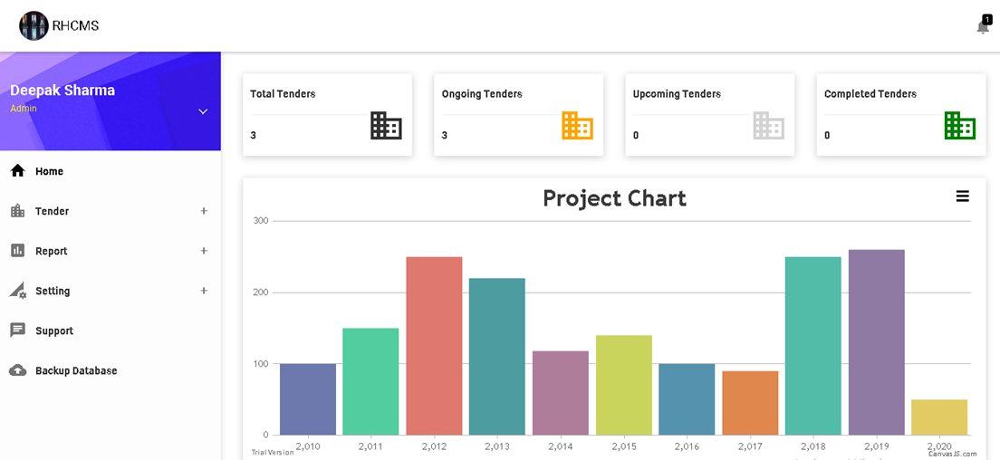 RHCMS
1
Deepak Sharma
Admin
Home
Tender +
Report +
Setting +
Support
Backup Database
Total Tenders
3
Ongoing Tenders
3
Upcoming Tenders
0
Completed Tenders
0
Project Chart
300
200
100
0
2,010 2,011 2,012 2,013 2,014 2,015 2,016 2,017 2,018 2,019 2,020
Trial Version
CanvasJS.com